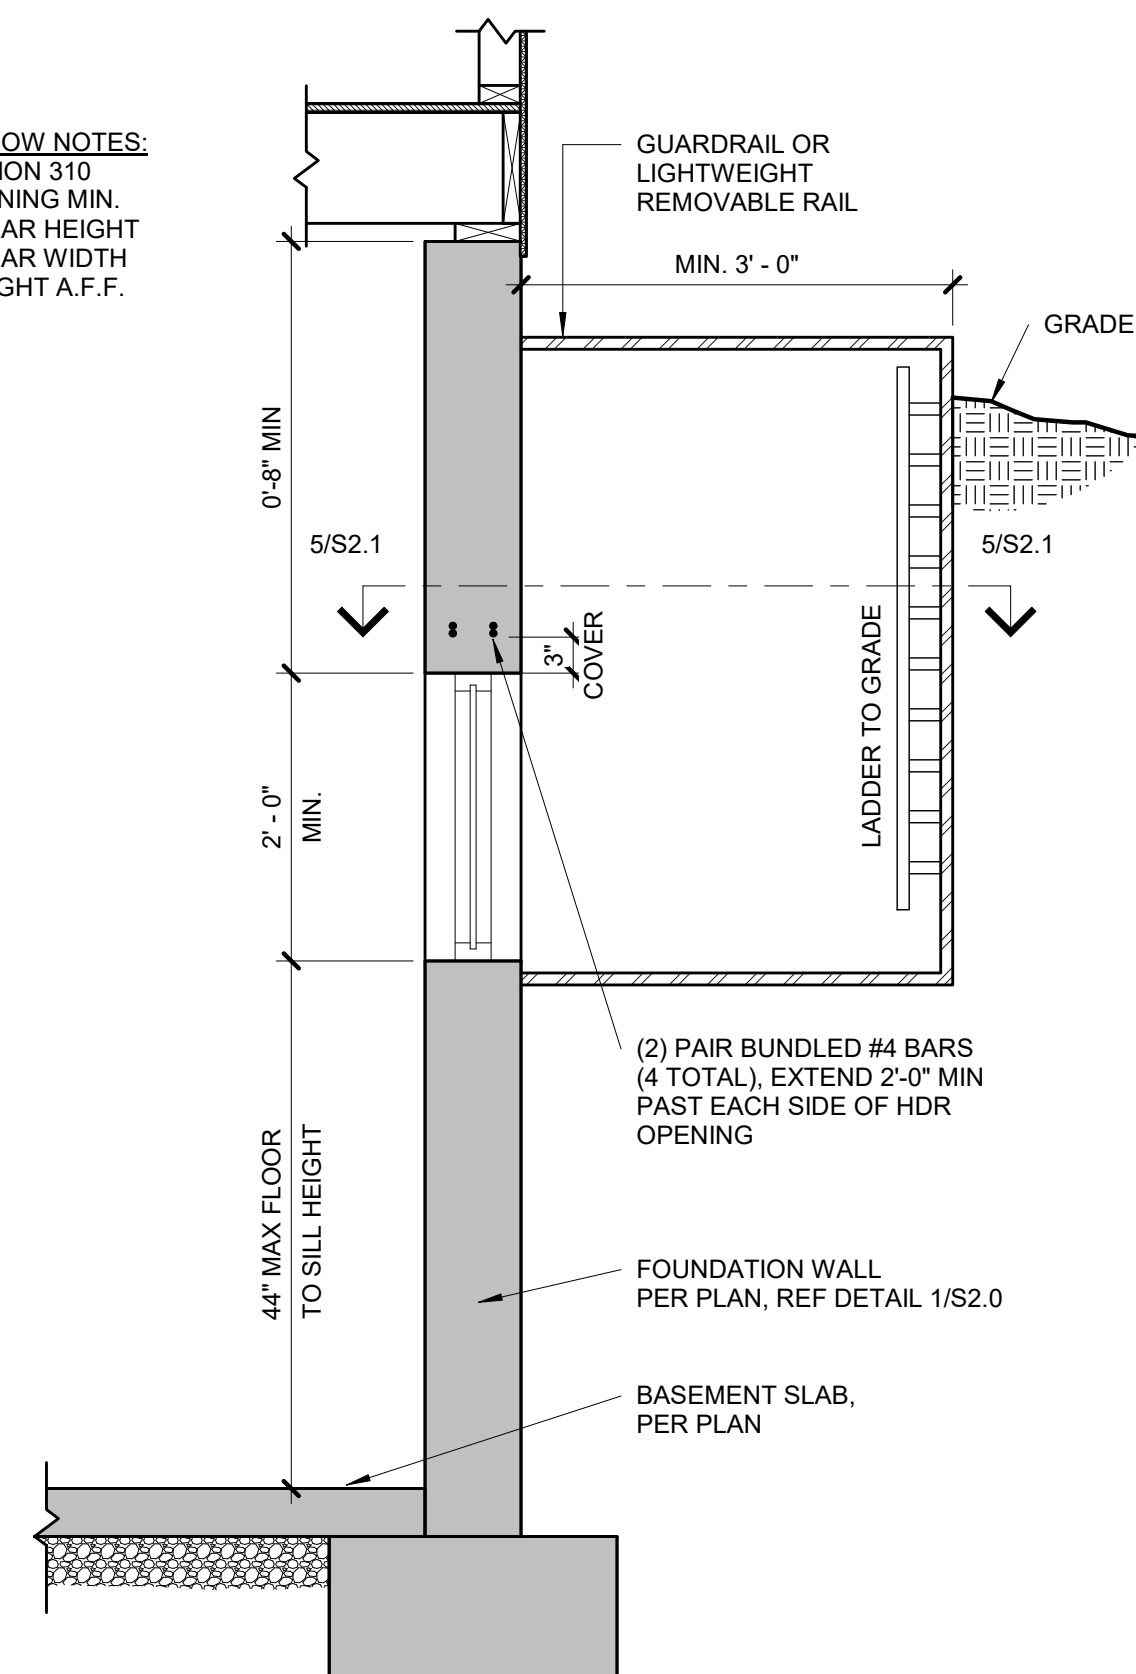 OW NOTES:
ION 310
NING MIN.
AR HEIGHT
AR WIDTH
GHT A.F.F.
GUARDRAIL OR
LIGHTWEIGHT
REMOVABLE RAIL
MIN. 3' - 0"
GRADE
0'-8" MIN
5/S2.1
5/S2.1
3"
COVER
LADDER TO GRADE
2' - 0"
MIN.
(2) PAIR BUNDLED #4 BARS
(4 TOTAL), EXTEND 2'-0" MIN
PAST EACH SIDE OF HDR
OPENING
44" MAX FLOOR
TO SILL HEIGHT
FOUNDATION WALL
PER PLAN, REF DETAIL 1/S2.0
BASEMENT SLAB,
PER PLAN